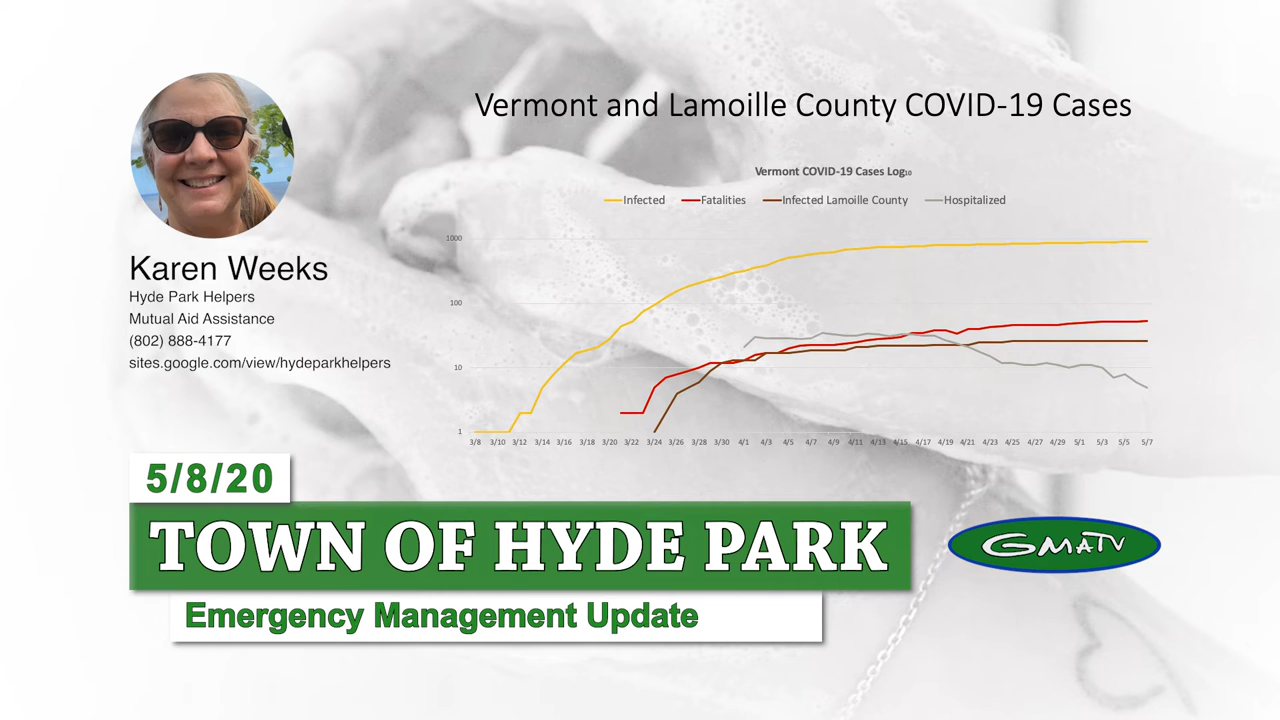 Vermont and Lamoille County COVID-19 Cases
Vermont COVID-19 Cases Log₁₀
Infected Fatalities Infected Lamoille County Hospitalized
1000
100
10
1
3/8 3/10 3/12 3/14 3/16 3/18 3/20 3/22 3/24 3/26 3/28 3/30 4/1 4/3 4/5 4/7 4/9 4/11 4/13 4/15 4/17 4/19 4/21 4/23 4/25 4/27 4/29 5/1 5/3 5/5 5/7
Karen Weeks
Hyde Park Helpers
Mutual Aid Assistance
(802) 888-4177
sites.google.com/view/hydeparkhelpers
5/8/20
TOWN OF HYDE PARK
Emergency Management Update
GMATV